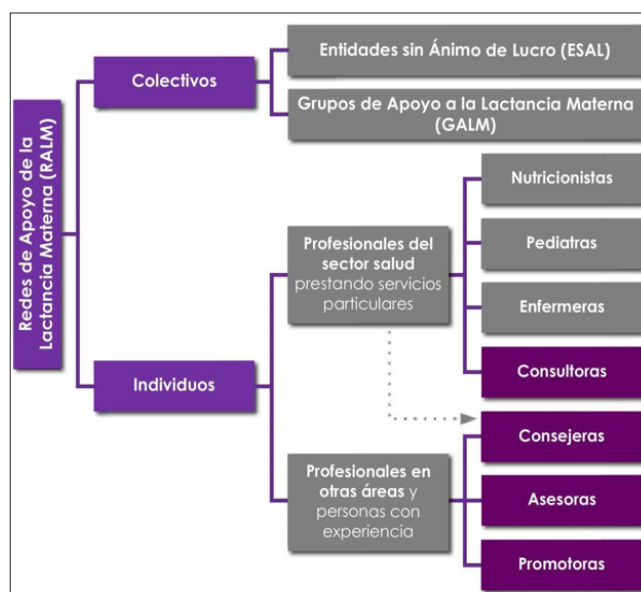 Redes de Apoyo de la
Lactancia Materna (RALM)
Colectivos
Entidades sin Ánimo de Lucro (ESAL)
Grupos de Apoyo a la Lactancia Materna
(GALM)
Individuos
Profesionales del
sector salud
prestando servicios
particulares
Nutricionistas
Pediatras
Enfermeras
Consultoras
Profesionales en
otras áreas y
personas con
experiencia
Consejeras
Asesoras
Promotoras